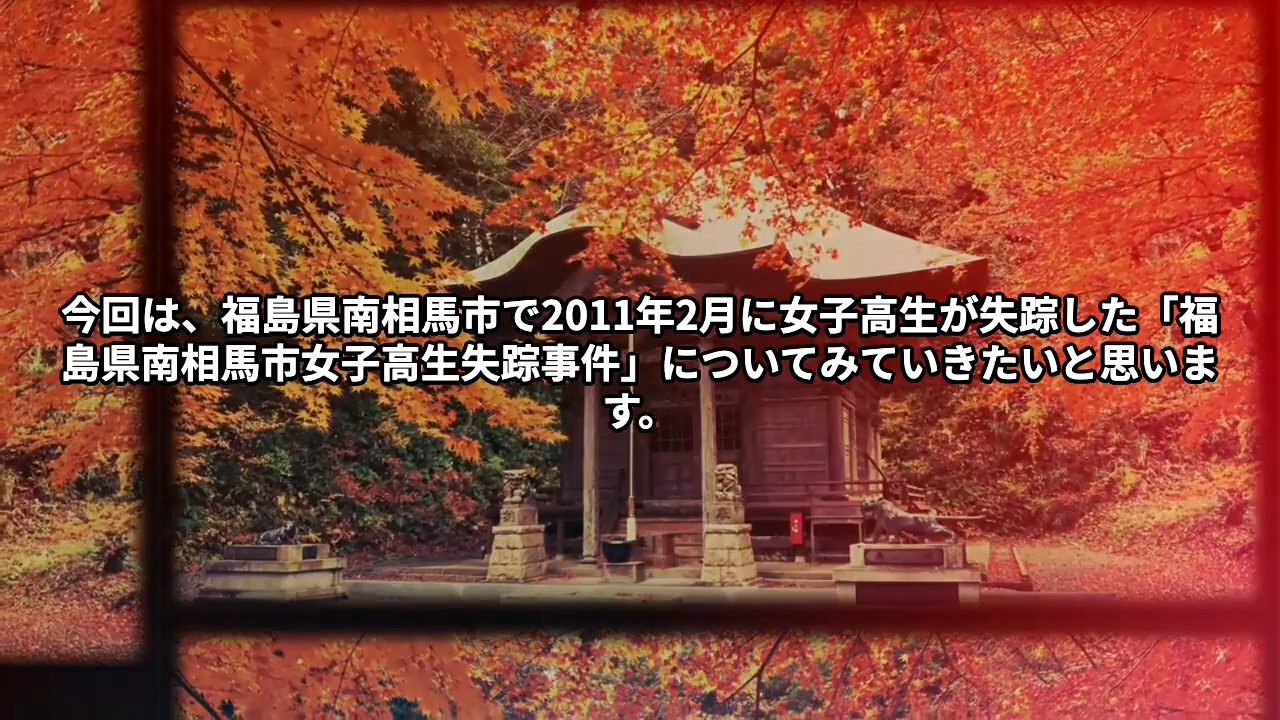 今回は、福島県南相馬市で2011年2月に女子高生が失踪した「福
島県南相馬市女子高生失踪事件」についてみていきたいと思いま
す。